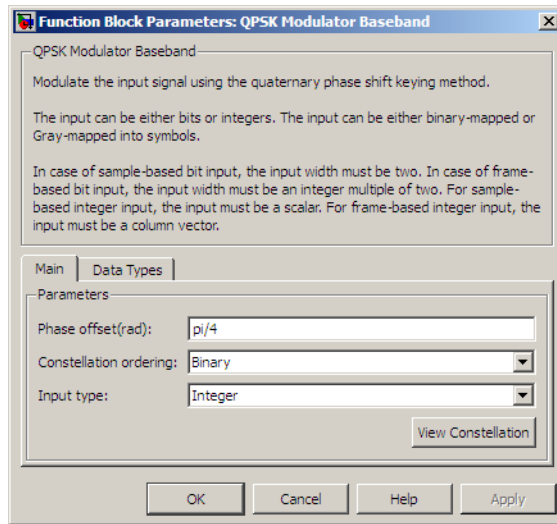 Function Block Parameters: QPSK Modulator Baseband
QPSK Modulator Baseband
Modulate the input signal using the quaternary phase shift keying method.
The input can be either bits or integers. The input can be either binary-mapped or
Gray-mapped into symbols.
In case of sample-based bit input, the input width must be two. In case of frame-
based bit input, the input width must be an integer multiple of two. For sample-
based integer input, the input must be a scalar. For frame-based integer input, the
input must be a column vector.
Main Data Types
Parameters
Phase offset(rad): pi/4
Constellation ordering: Binary
Input type: Integer
View Constellation
OK Cancel Help Apply